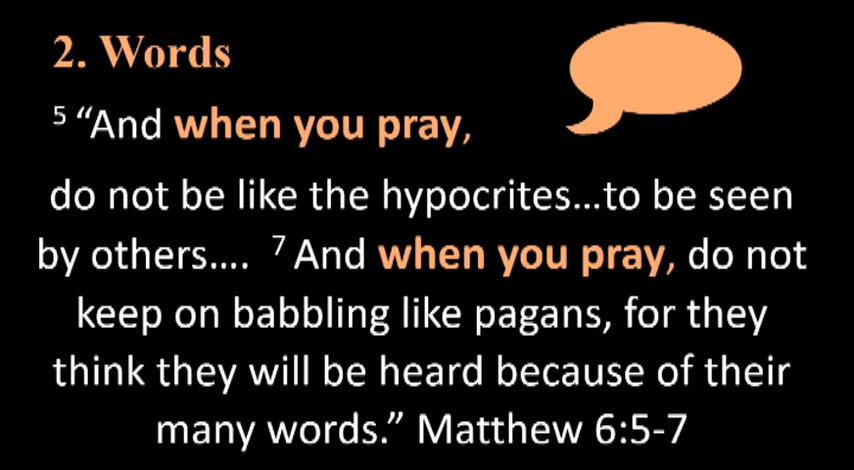 2. Words
⁵ “And when you pray,
do not be like the hypocrites...to be seen
by others.... ⁷ And when you pray, do not
keep on babbling like pagans, for they
think they will be heard because of their
many words.” Matthew 6:5-7